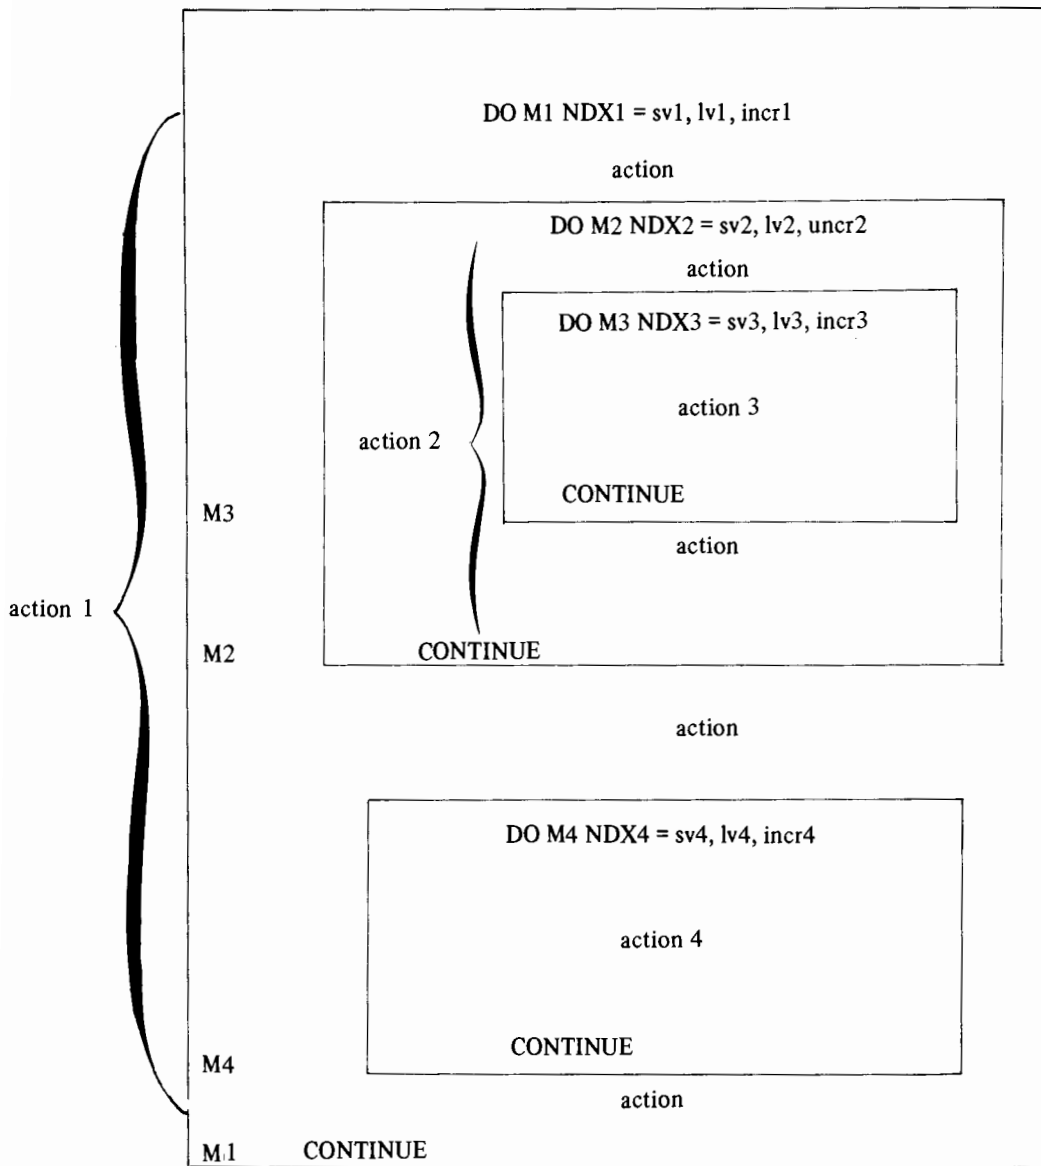 DO M1 NDX1 = sv1, lv1, incr1
action
DO M2 NDX2 = sv2, lv2, uncr2
action
DO M3 NDX3 = sv3, lv3, incr3
action 3
action 2
CONTINUE
M3
action
action 1
M2 CONTINUE
action
DO M4 NDX4 = sv4, lv4, incr4
action 4
CONTINUE
M4
action
M1 CONTINUE